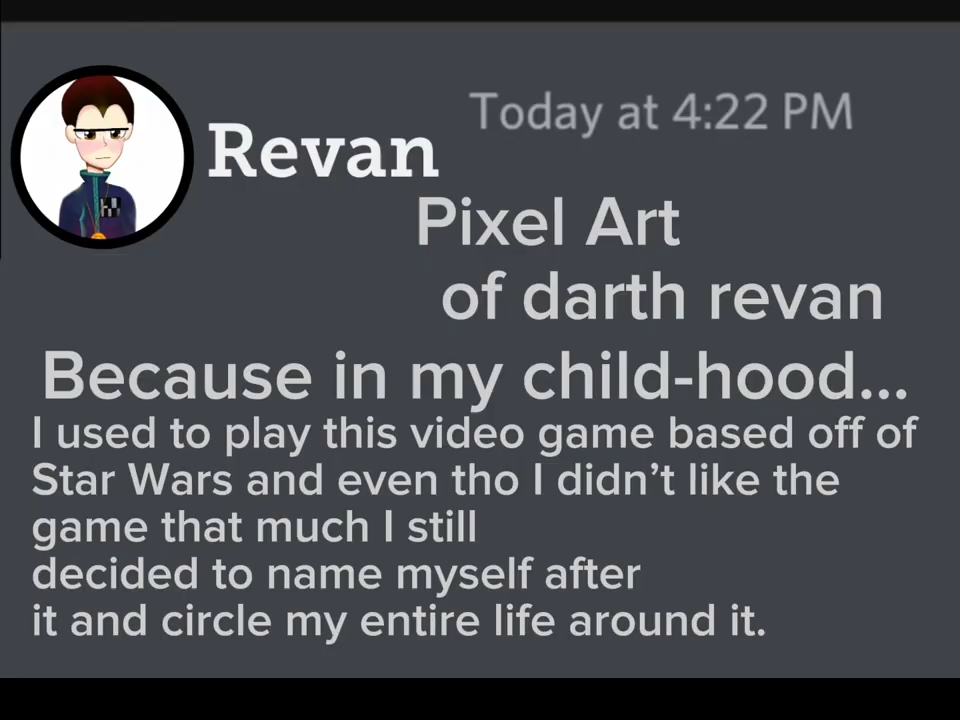 Today at 4:22 PM
Revan
Pixel Art
of darth revan
Because in my child-hood...
I used to play this video game based off of
Star Wars and even tho I didn’t like the
game that much I still
decided to name myself after
it and circle my entire life around it.